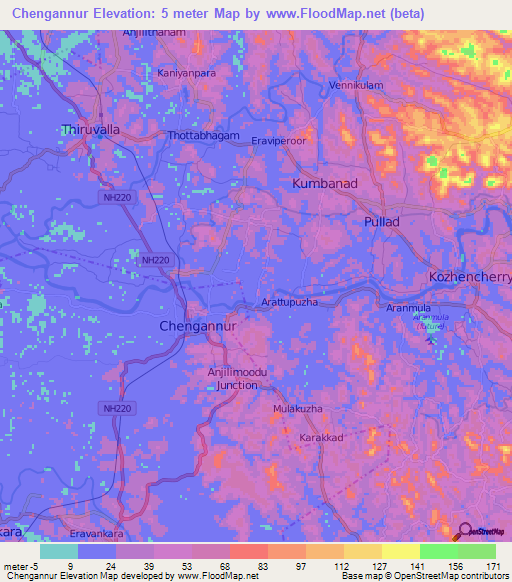 Chengannur Elevation: 5 meter Map by www.FloodMap.net (beta)
Anjilithanam
Kaniyanpara
Vennikulam
Thiruvalla
Thottabhagam
Eraviperoor
Kumbanad
NH220
Pullad
NH220
Kozhencherry
Arattupuzha
Aranmula
Aranmula
(future)
Chengannur
Anjilimoodu
Junction
NH220
Mulakuzha
Karakkad
kara
Eravankara
OpenStreetMap
meter -5 9 24 39 53 68 83 97 112 127 141 156 171
Chengannur Elevation Map developed by www.FloodMap.net
Base map © OpenStreetMap contributors